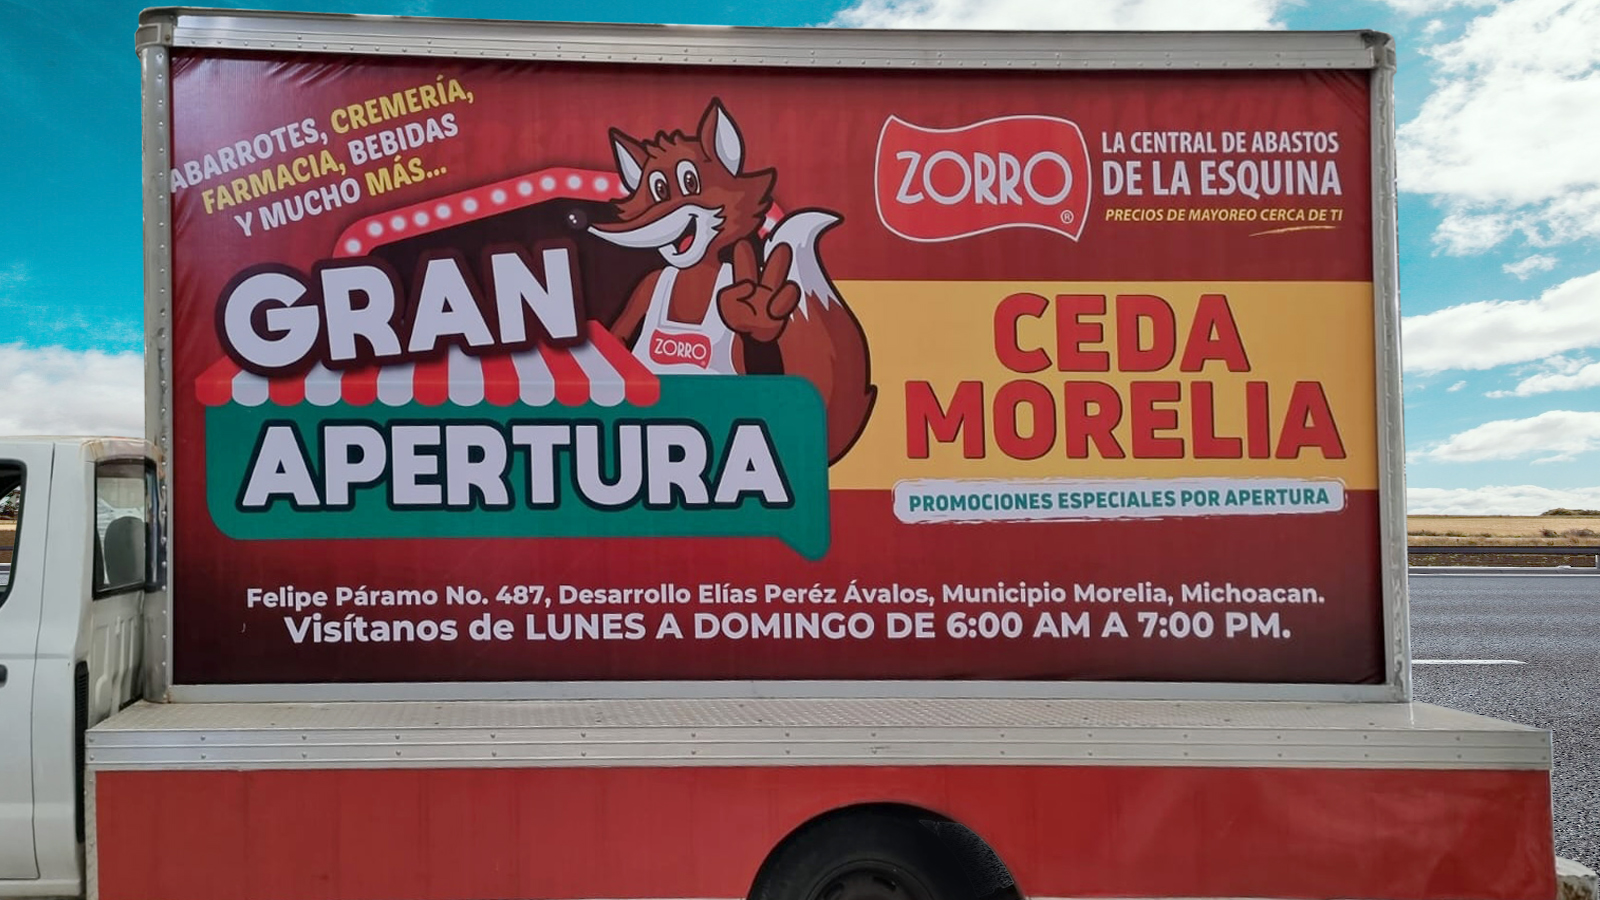 ABARROTES, CREMERÍA,
FARMACIA, BEBIDAS
Y MUCHO MÁS...
GRAN
APERTURA
ZORRO
ZORRO®
LA CENTRAL DE ABASTOS
DE LA ESQUINA
PRECIOS DE MAYOREO CERCA DE TI
CEDA
MORELIA
PROMOCIONES ESPECIALES POR APERTURA
Felipe Páramo No. 487, Desarrollo Elías Peréz Ávalos, Municipio Morelia, Michoacan.
Visítanos de LUNES A DOMINGO DE 6:00 AM A 7:00 PM.